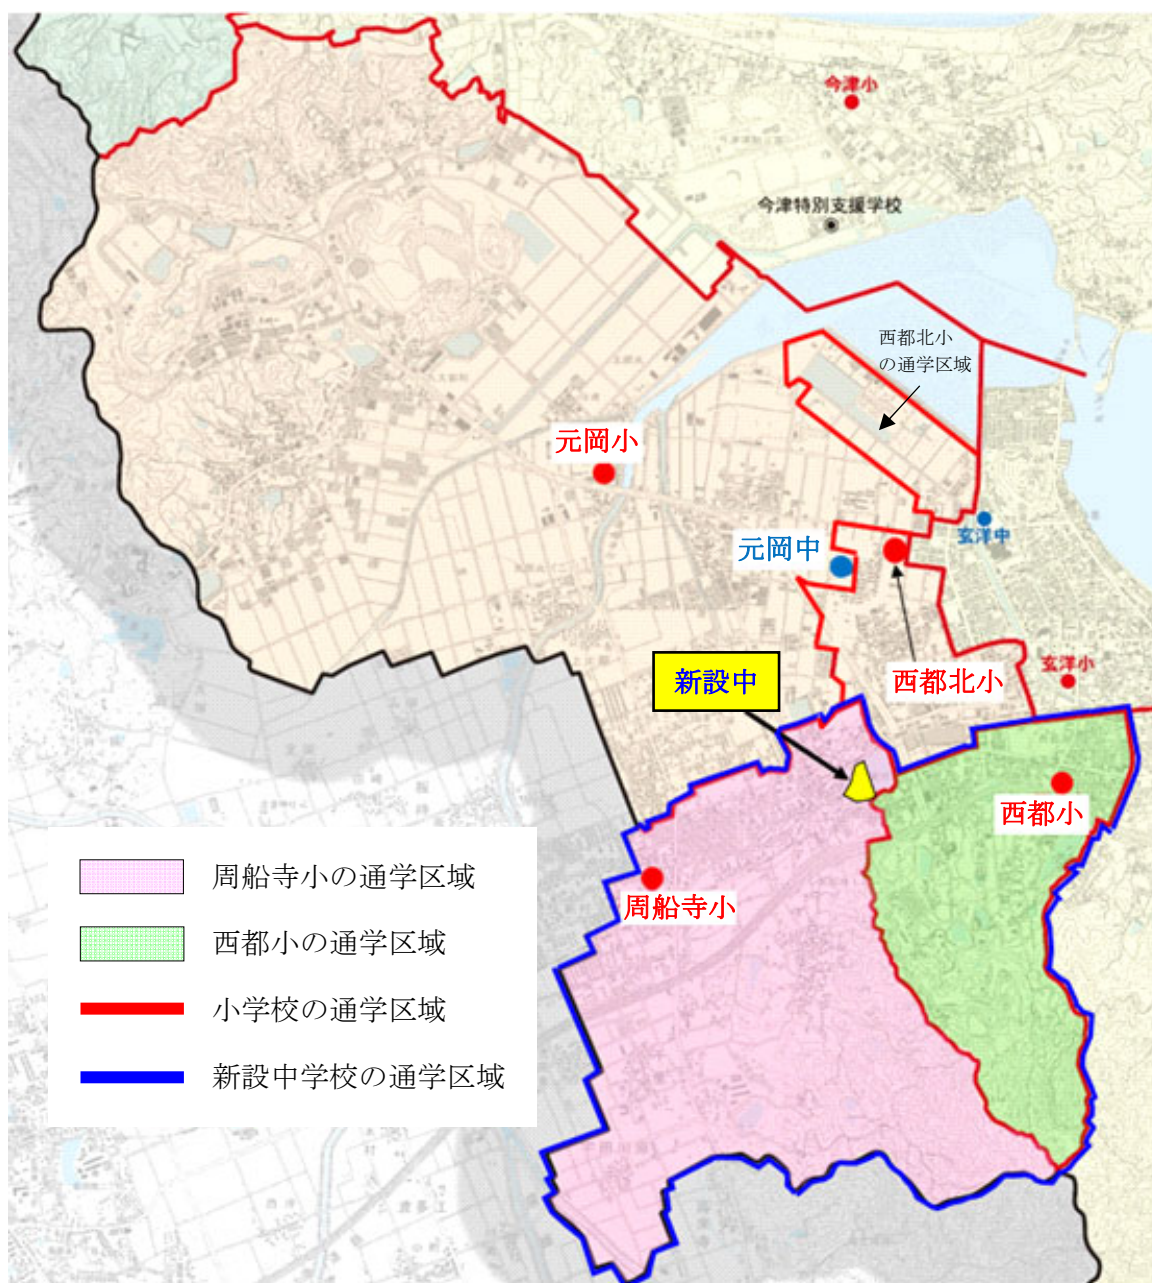 今津小
今津特別支援学校
西都北小
の通学区域
元岡小
元岡中
玄洋中
新設中
西都北小
玄洋小
西都小
周船寺小
周船寺小の通学区域
西都小の通学区域
小学校の通学区域
新設中学校の通学区域